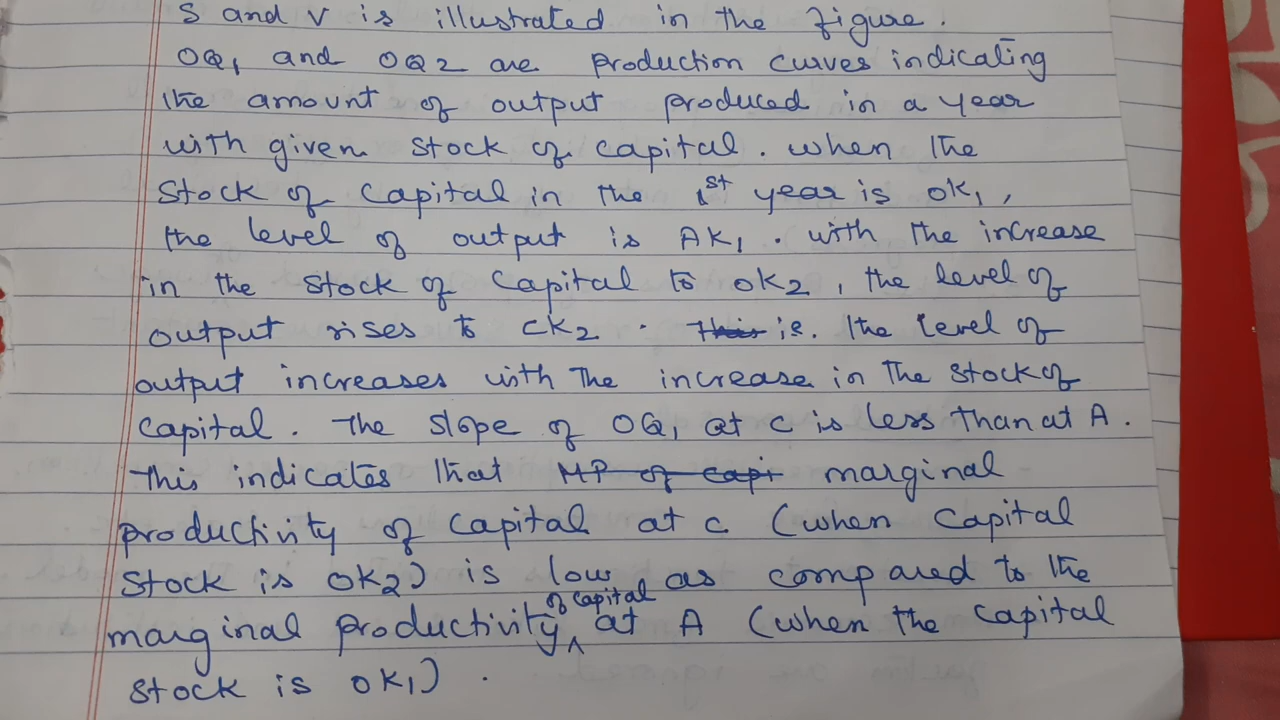 S and V is illustrated in the figure.
OQ1 and OQ2 are production curves indicating
the amount of output produced in a year
with given stock of capital. when the
stock of capital in the 1st year is OK1,
the level of output is AK1. with the increase
in the stock of capital to OK2, the level of
output rises to CK2. This ie. the level of
output increases with The increase in The stock of
capital. The slope of OQ1 at C is less than at A.
This indicates that MP of capi marginal
productivity of capital at C (when capital
stock is OK2) is low as compared to the
marginal productivity of capital at A (when the capital
stock is OK1).